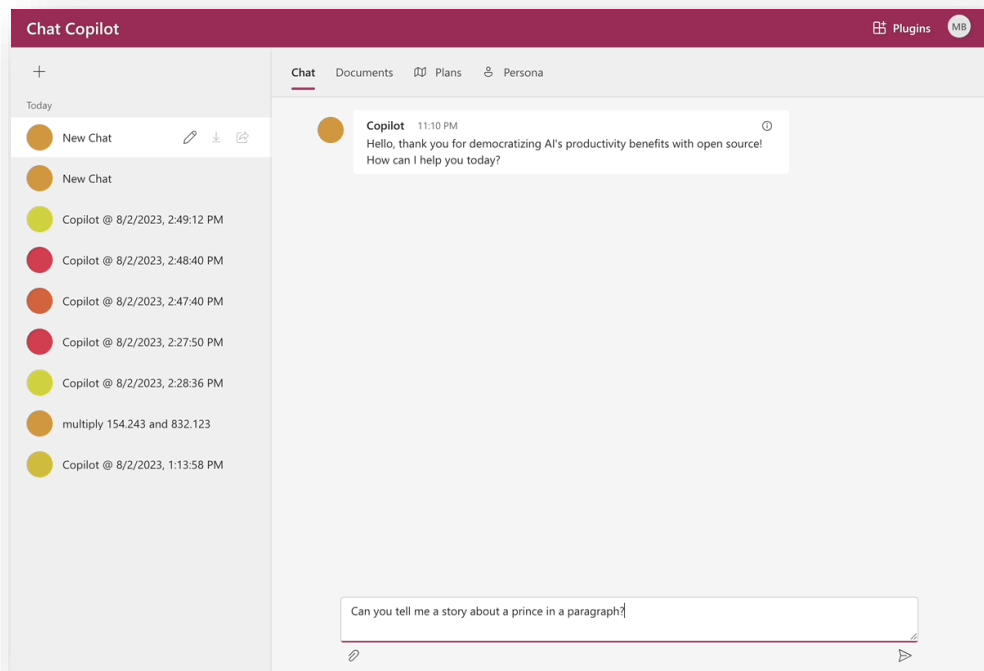 Chat Copilot
Plugins
MB
Today
New Chat
New Chat
Copilot @ 8/2/2023, 2:49:12 PM
Copilot @ 8/2/2023, 2:48:40 PM
Copilot @ 8/2/2023, 2:47:40 PM
Copilot @ 8/2/2023, 2:27:50 PM
Copilot @ 8/2/2023, 2:28:36 PM
multiply 154.243 and 832.123
Copilot @ 8/2/2023, 1:13:58 PM
Chat Documents Plans Persona
Copilot 11:10 PM
Hello, thank you for democratizing AI's productivity benefits with open source!
How can I help you today?
Can you tell me a story about a prince in a paragraph?